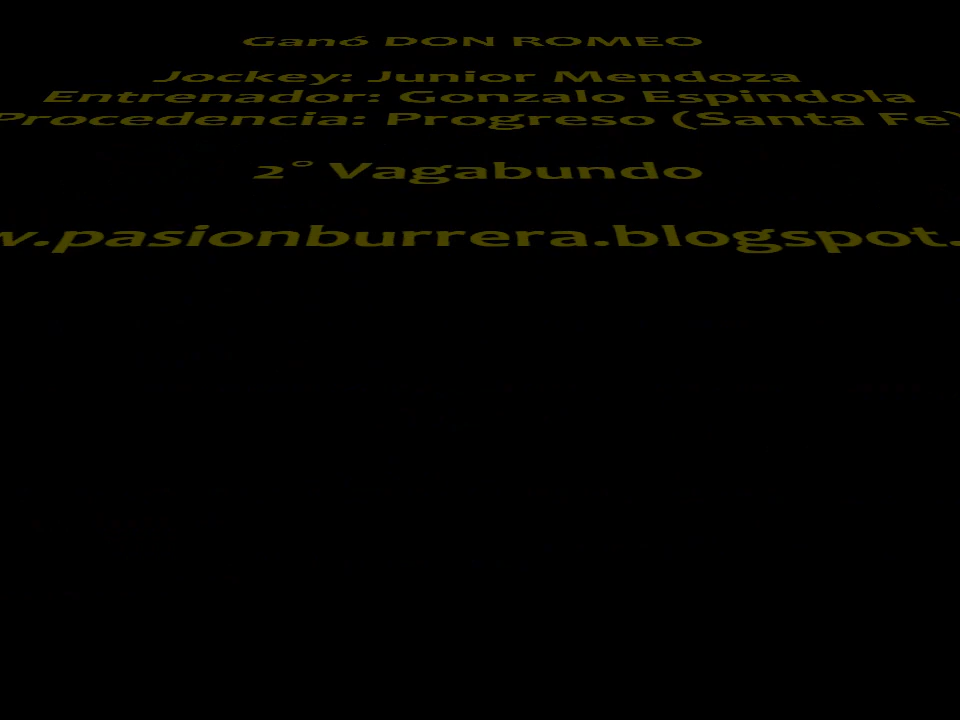 Ganó DON ROMEO
Jockey: Junior Mendoza
Entrenador: Gonzalo Espindola
Procedencia: Progreso (Santa Fe)
2° Vagabundo
w.pasionburrera.blogspot.